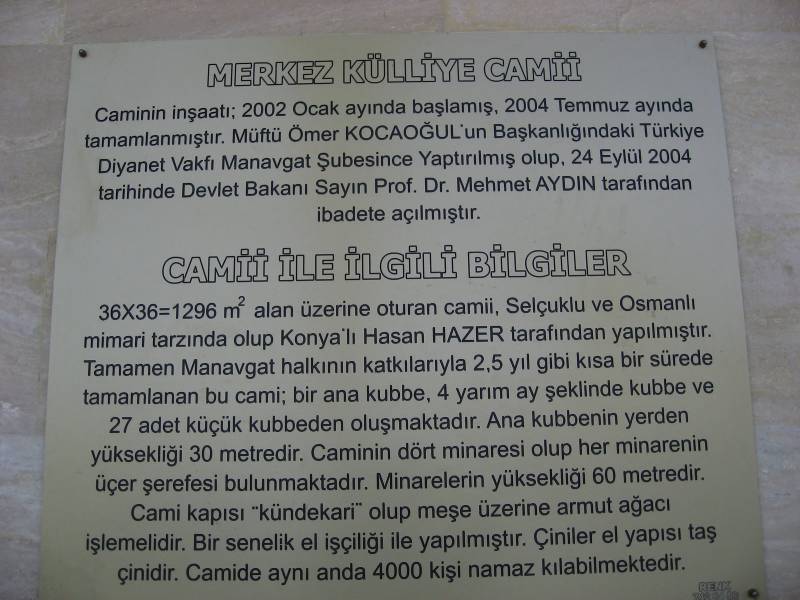 MERKEZ KÜLLİYE CAMİİ
Caminin inşaatı; 2002 Ocak ayında başlamış, 2004 Temmuz ayında
tamamlanmıştır. Müftü Ömer KOCAOĞUL'un Başkanlığındaki Türkiye
Diyanet Vakfı Manavgat Şubesince Yaptırılmış olup, 24 Eylül 2004
tarihinde Devlet Bakanı Sayın Prof. Dr. Mehmet AYDIN tarafından
ibadete açılmıştır.
CAMİİ İLE İLGİLİ BİLGİLER
36X36=1296 m² alan üzerine oturan camii, Selçuklu ve Osmanlı
mimari tarzında olup Konya'lı Hasan HAZER tarafından yapılmıştır.
Tamamen Manavgat halkının katkılarıyla 2,5 yıl gibi kısa bir sürede
tamamlanan bu cami; bir ana kubbe, 4 yarım ay şeklinde kubbe ve
27 adet küçük kubbeden oluşmaktadır. Ana kubbenin yerden
yüksekliği 30 metredir. Caminin dört minaresi olup her minarenin
üçer şerefesi bulunmaktadır. Minarelerin yüksekliği 60 metredir.
Cami kapısı ¨kündekari¨ olup meşe üzerine armut ağacı
işlemelidir. Bir senelik el işçiliği ile yapılmıştır. Çiniler el yapısı taş
çinidir. Camide aynı anda 4000 kişi namaz kılabilmektedir.
RENK